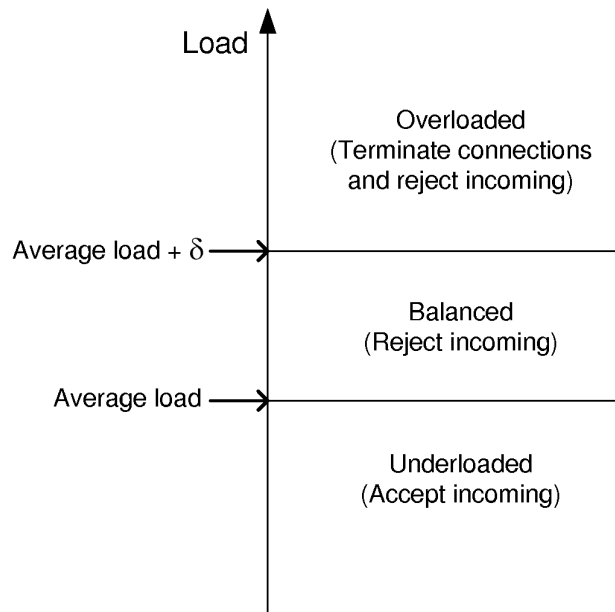 Load
Overloaded
(Terminate connections
and reject incoming)
Average load + δ
Balanced
(Reject incoming)
Average load
Underloaded
(Accept incoming)